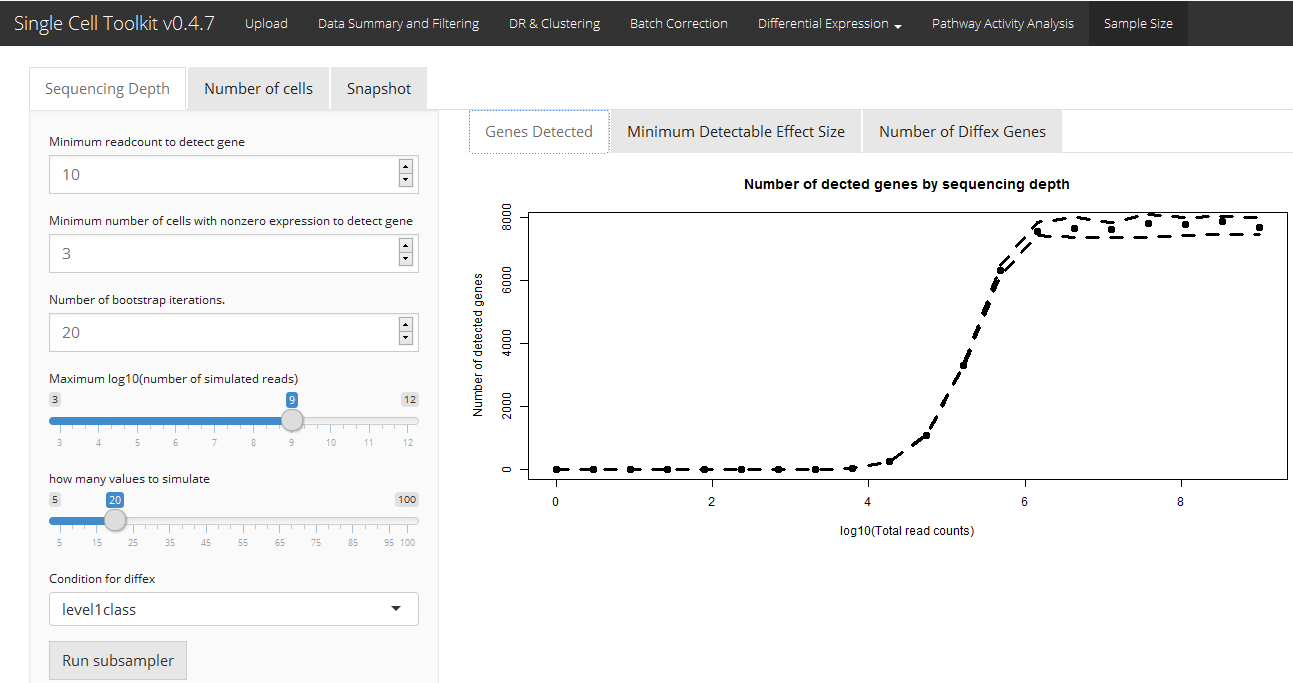 Single Cell Toolkit v0.4.7 Upload Data Summary and Filtering DR & Clustering Batch Correction Differential Expression Pathway Activity Analysis Sample Size
Sequencing Depth Number of cells Snapshot
Genes Detected Minimum Detectable Effect Size Number of Diffex Genes
Minimum readcount to detect gene
10
Minimum number of cells with nonzero expression to detect gene
3
Number of bootstrap iterations.
20
Maximum log10(number of simulated reads)
3 9 12
3 4 5 6 7 8 9 10 11 12
how many values to simulate
5 20 100
5 15 25 35 45 55 65 75 85 95 100
Condition for diffex
level1class
Run subsampler
Number of dected genes by sequencing depth
Number of detected genes
8000
6000
4000
2000
0
0 2 4 6 8
log10(Total read counts)